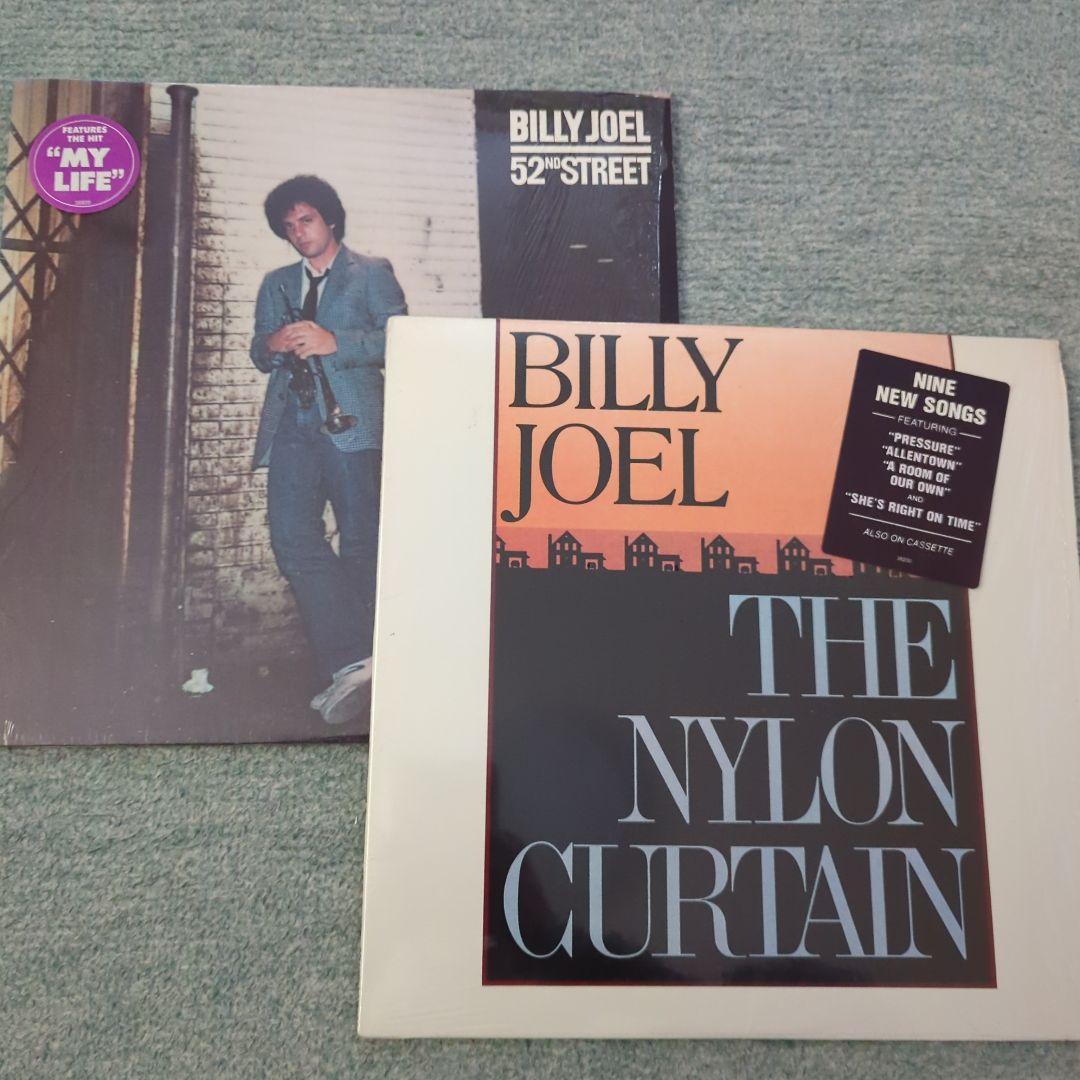 FEATURES
THE HIT
“MY
LIFE”
BILLY JOEL
52ND STREET
BILLY
JOEL
NINE
NEW SONGS
FEATURING
“PRESSURE”
“ALLENTOWN”
“A ROOM OF
OUR OWN”
AND
“SHE’S RIGHT ON TIME”
ALSO ON CASSETTE
THE
NYLON
CURTAIN